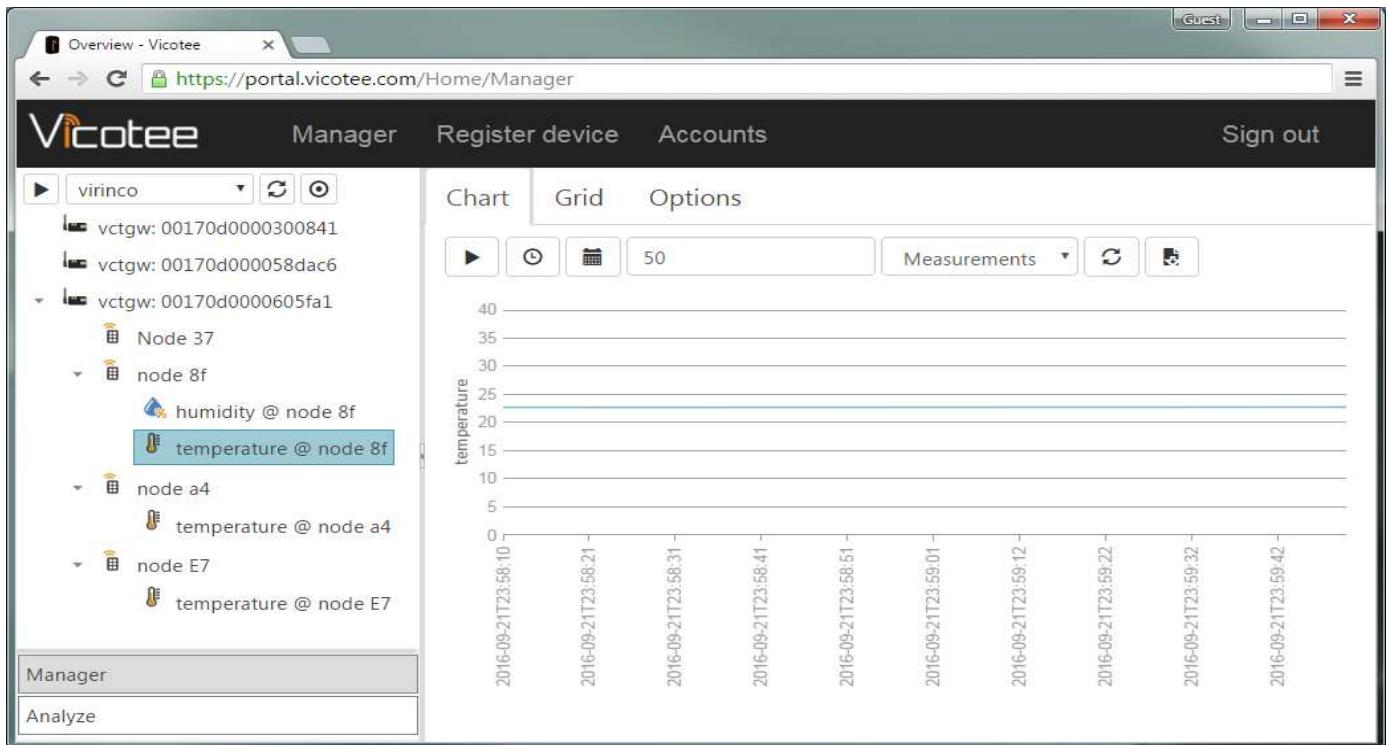 Guest
Overview - Vicotee
https://portal.vicotee.com/Home/Manager
Vicotee Manager Register device Accounts Sign out
virinco
vctgw: 00170d0000300841
vctgw: 00170d000058dac6
vctgw: 00170d0000605fa1
Node 37
node 8f
humidity @ node 8f
temperature @ node 8f
node a4
temperature @ node a4
node E7
temperature @ node E7
Manager
Analyze
Chart Grid Options
50 Measurements
temperature
40
35
30
25
20
15
10
5
0
2016-09-21T23:58:10
2016-09-21T23:58:21
2016-09-21T23:58:31
2016-09-21T23:58:41
2016-09-21T23:58:51
2016-09-21T23:59:01
2016-09-21T23:59:12
2016-09-21T23:59:22
2016-09-21T23:59:32
2016-09-21T23:59:42